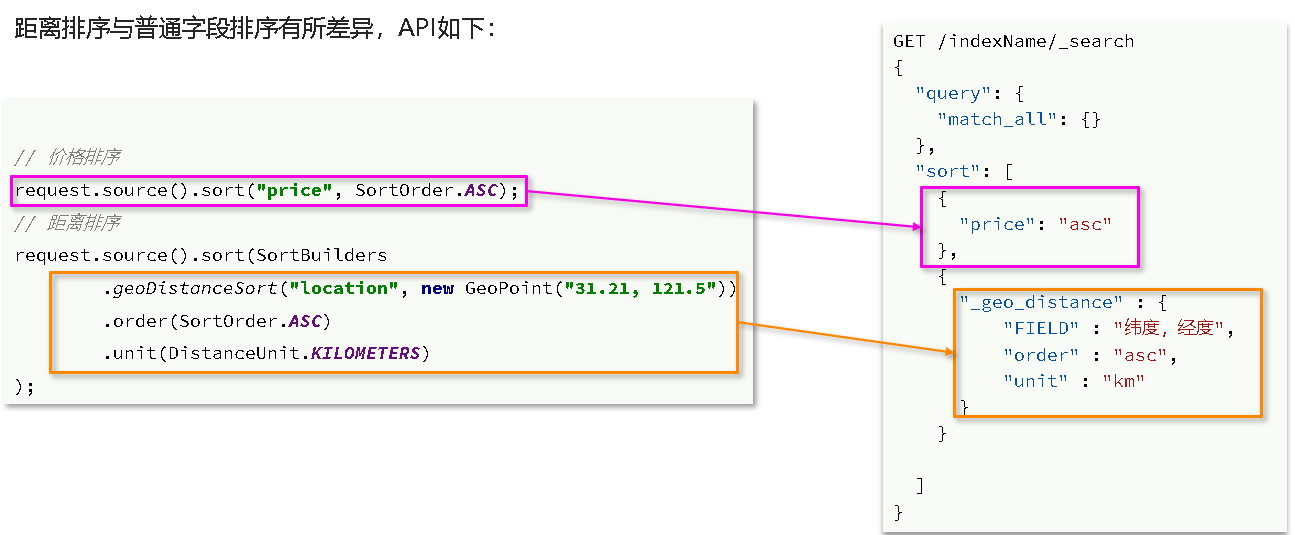 距离排序与普通字段排序有所差异，API如下：
// 价格排序
request.source().sort("price", SortOrder.ASC);
// 距离排序
request.source().sort(SortBuilders
.geoDistanceSort("location", new GeoPoint("31.21, 121.5"))
.order(SortOrder.ASC)
.unit(DistanceUnit.KILOMETERS)
);
GET /indexName/_search
{
"query": {
"match_all": {}
},
"sort": [
{
"price": "asc"
},
{
"_geo_distance" : {
"FIELD" : "纬度，经度",
"order" : "asc",
"unit" : "km"
}
}
]
}